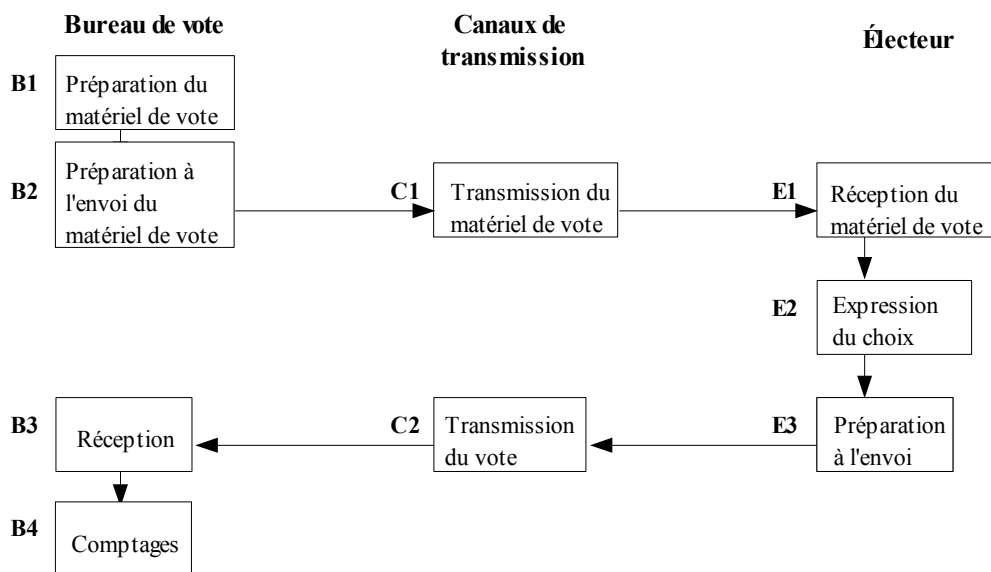 Bureau de vote
Canaux de
transmission
Électeur
B1
Préparation du
matériel de vote
B2
Préparation à
l'envoi du
matériel de vote
C1
Transmission du
matériel de vote
E1
Réception du
matériel de vote
E2
Expression
du choix
B3
Réception
C2
Transmission
du vote
E3
Préparation
à l'envoi
B4
Comptages